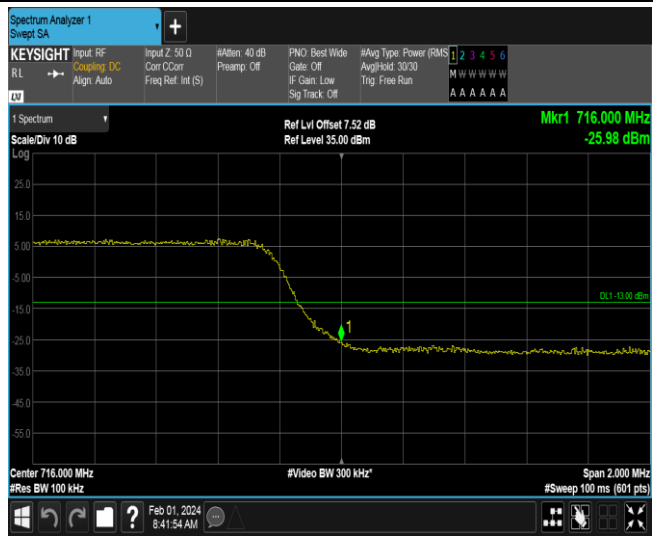 Spectrum Analyzer 1
Swept SA
+
KEYSIGHT
RL
LXI
Input: RF
Coupling: DC
Align: Auto
Input Z: 50 Ω
Corr CCorr
Freq Ref: Int (S)
#Atten: 40 dB
Preamp: Off
PNO: Best Wide
Gate: Off
IF Gain: Low
Sig Track: Off
#Avg Type: Power (RMS
Avg|Hold: 30/30
Trig: Free Run
1 2 3 4 5 6
M W W W W W
A A A A A A
1 Spectrum
Scale/Div 10 dB
Log
Ref Lvl Offset 7.52 dB
Ref Level 35.00 dBm
Mkr1 716.000 MHz
-25.98 dBm
25.0
15.0
5.00
-5.00
-15.0
-25.0
-35.0
-45.0
-55.0
DL1 -13.00 dBm
1
Center 716.000 MHz
#Res BW 100 kHz
#Video BW 300 kHz*
Span 2.000 MHz
#Sweep 100 ms (601 pts)
?
Feb 01, 2024
8:41:54 AM